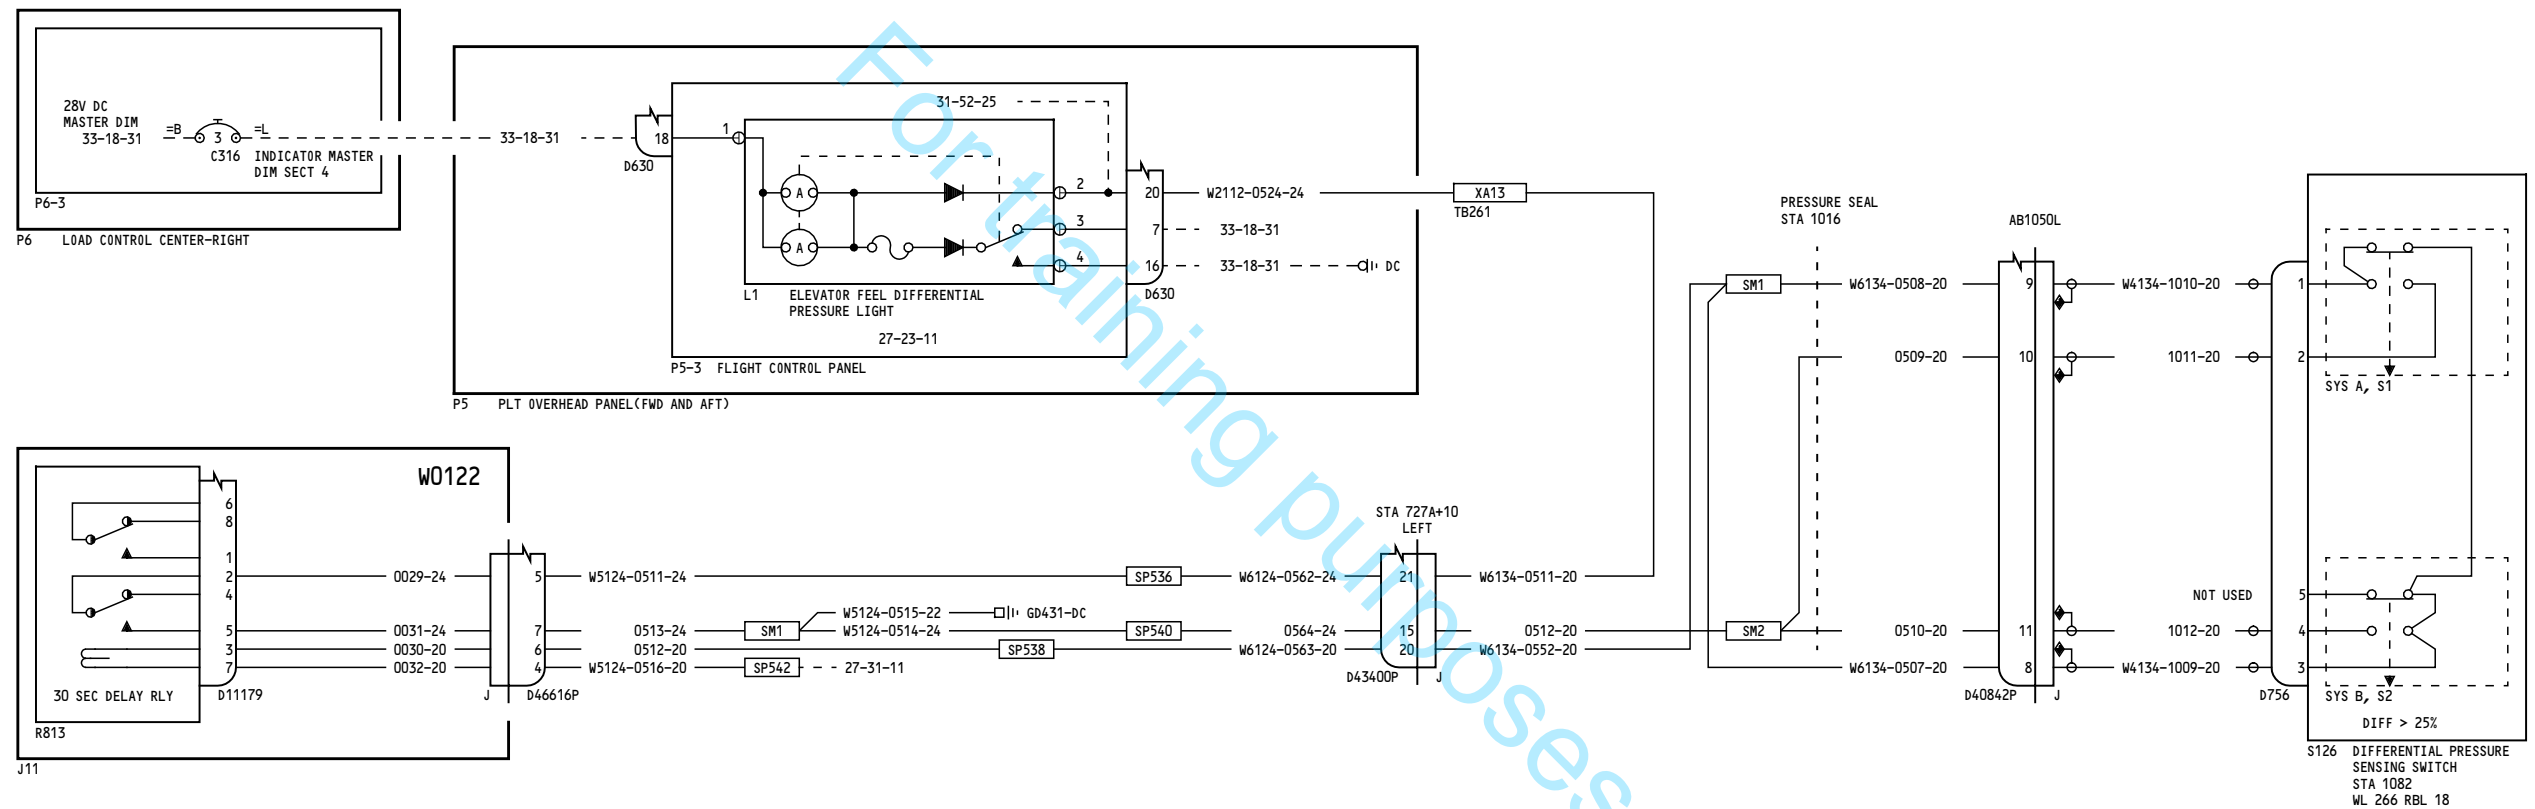 28V DC
MASTER DIM
33-18-31
=B
3
=L
C316
INDICATOR MASTER
DIM SECT 4
P6-3
P6 LOAD CONTROL CENTER-RIGHT
33-18-31
18
D630
1
31-52-25
A
A
2
3
4
L1
ELEVATOR FEEL DIFFERENTIAL
PRESSURE LIGHT
27-23-11
P5-3 FLIGHT CONTROL PANEL
P5 PLT OVERHEAD PANEL(FWD AND AFT)
20
7
16
D630
W2112-0524-24
33-18-31
33-18-31
DC
XA13
TB261
W0122
6
8
1
2
4
5
3
7
D11179
30 SEC DELAY RLY
R813
J11
0029-24
0031-24
0030-20
0032-20
J
5
7
6
4
D46616P
W5124-0511-24
0513-24
0512-20
W5124-0516-20
SM1
W5124-0515-22
GD431-DC
W5124-0514-24
SP542
27-31-11
SP538
SP536
SP540
W6124-0562-24
0564-24
W6124-0563-20
STA 727A+10
LEFT
21
15
20
D43400P
J
W6134-0511-20
0512-20
W6134-0552-20
SM1
SM2
PRESSURE SEAL
STA 1016
W6134-0508-20
0509-20
0510-20
W6134-0507-20
AB1050L
9
10
11
8
D40842P
J
W4134-1010-20
1011-20
NOT USED
1012-20
W4134-1009-20
1
2
5
4
3
D756
SYS A, S1
SYS B, S2
DIFF > 25%
S126 DIFFERENTIAL PRESSURE
SENSING SWITCH
STA 1082
WL 266 RBL 18
For training purposes